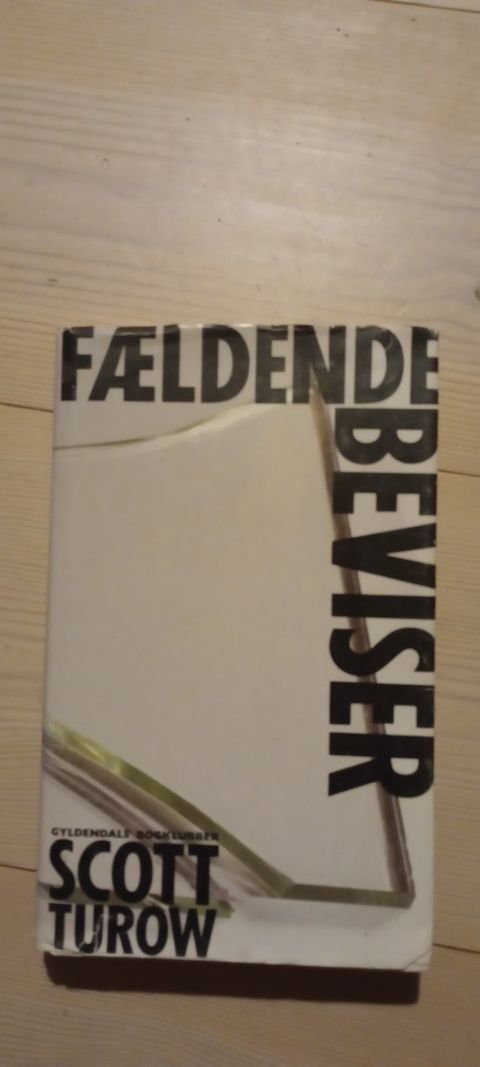 FÆLDENDE
BEVISER
GYLDENDALS BOGKLUBBER
SCOTT
TUROW